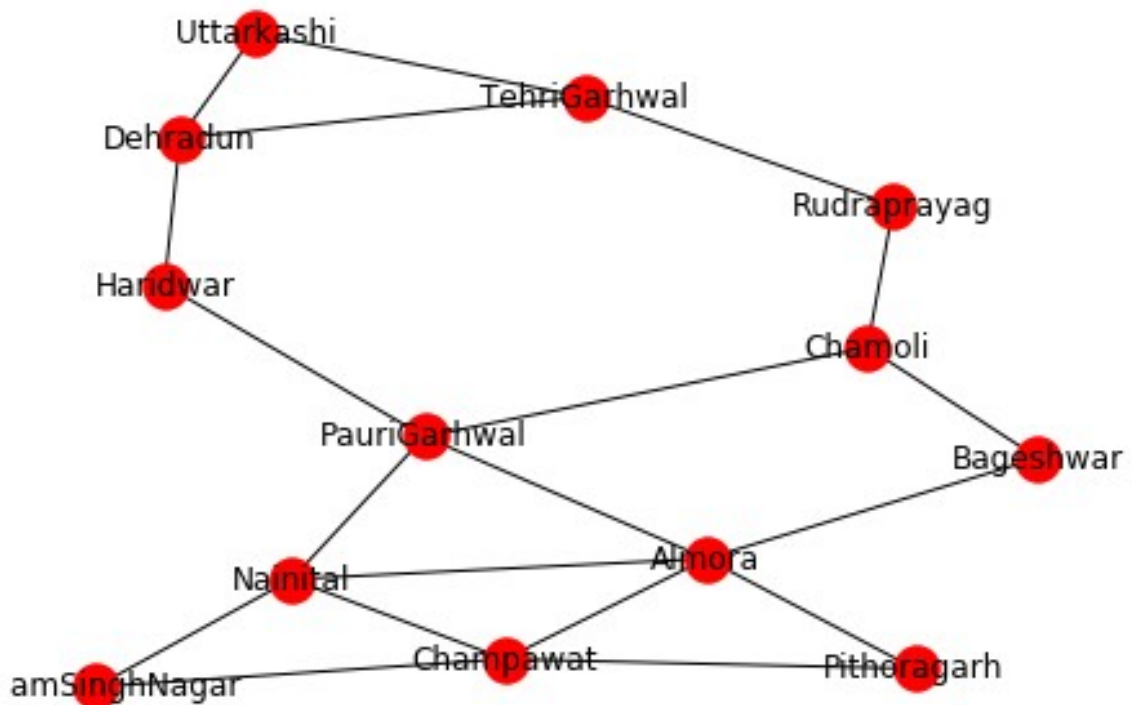 Uttarkashi
TehriGarhwal
Dehradun
Rudraprayag
Haridwar
Chamoli
PauriGarhwal
Bageshwar
Almora
Nainital
Champawat
Pithoragarh
amSinghNagar